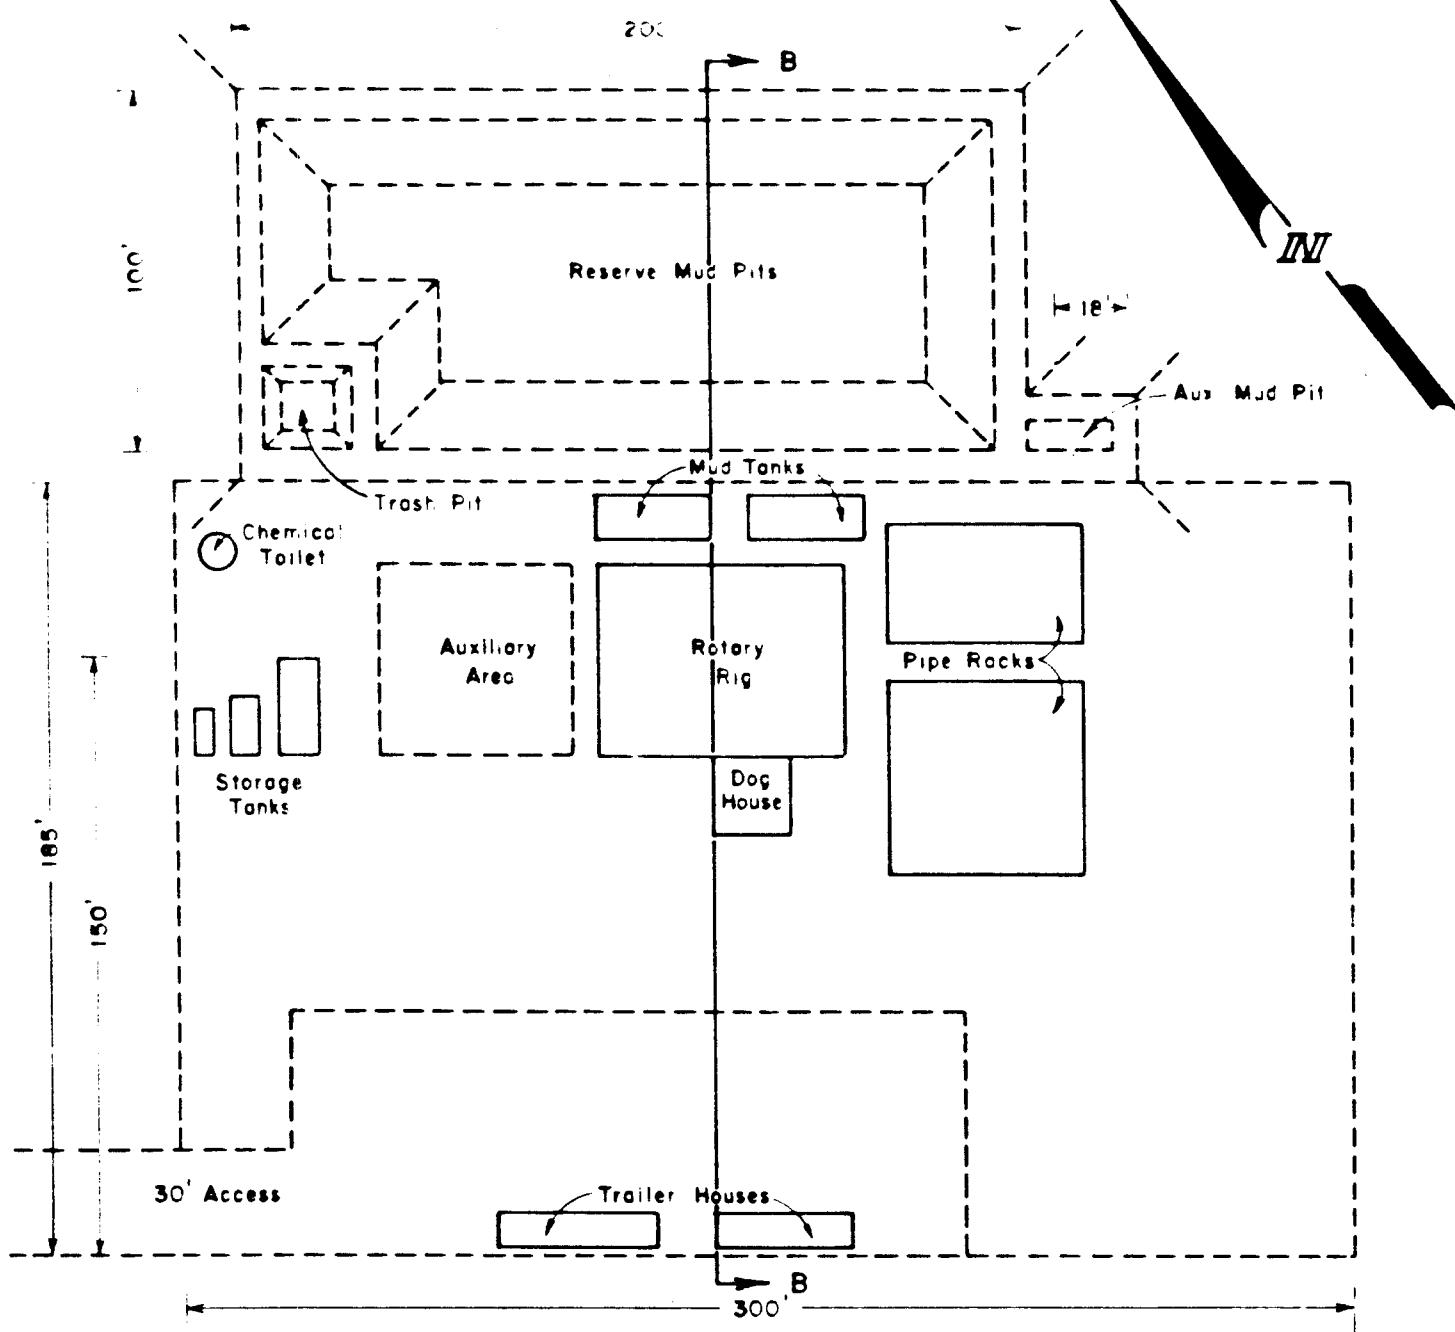 B
N
100'
Reserve Mud Pits
18'
Aux Mud Pit
Mud Tanks
Trash Pit
Chemical
Toilet
Auxiliary
Area
Rotary
Rig
Pipe Racks
Storage
Tanks
Dog
House
185'
150'
30' Access
Trailer Houses
B
300'